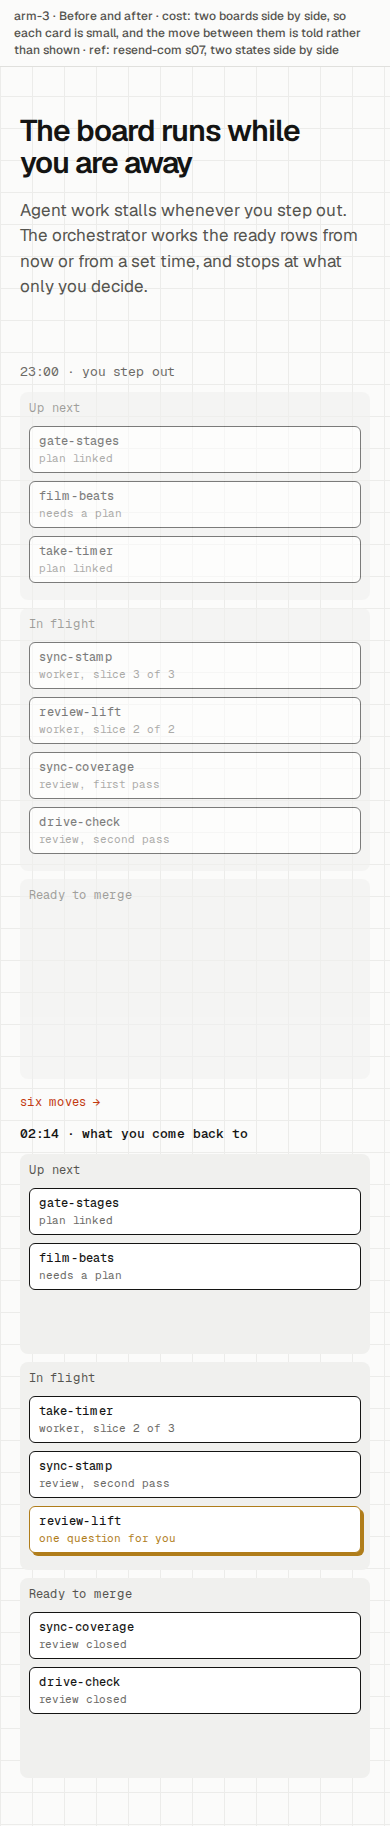 arm-3 · Before and after · cost: two boards side by side, so
each card is small, and the move between them is told rather
than shown · ref: resend-com s07, two states side by side
The board runs while
you are away
Agent work stalls whenever you step out.
The orchestrator works the ready rows from
now or from a set time, and stops at what
only you decide.
23:00 · you step out
Up next
gate-stages
plan linked
film-beats
needs a plan
take-timer
plan linked
In flight
sync-stamp
worker, slice 3 of 3
review-lift
worker, slice 2 of 2
sync-coverage
review, first pass
drive-check
review, second pass
Ready to merge
six moves →
02:14 · what you come back to
Up next
gate-stages
plan linked
film-beats
needs a plan
In flight
take-timer
worker, slice 2 of 3
sync-stamp
review, second pass
review-lift
one question for you
Ready to merge
sync-coverage
review closed
drive-check
review closed